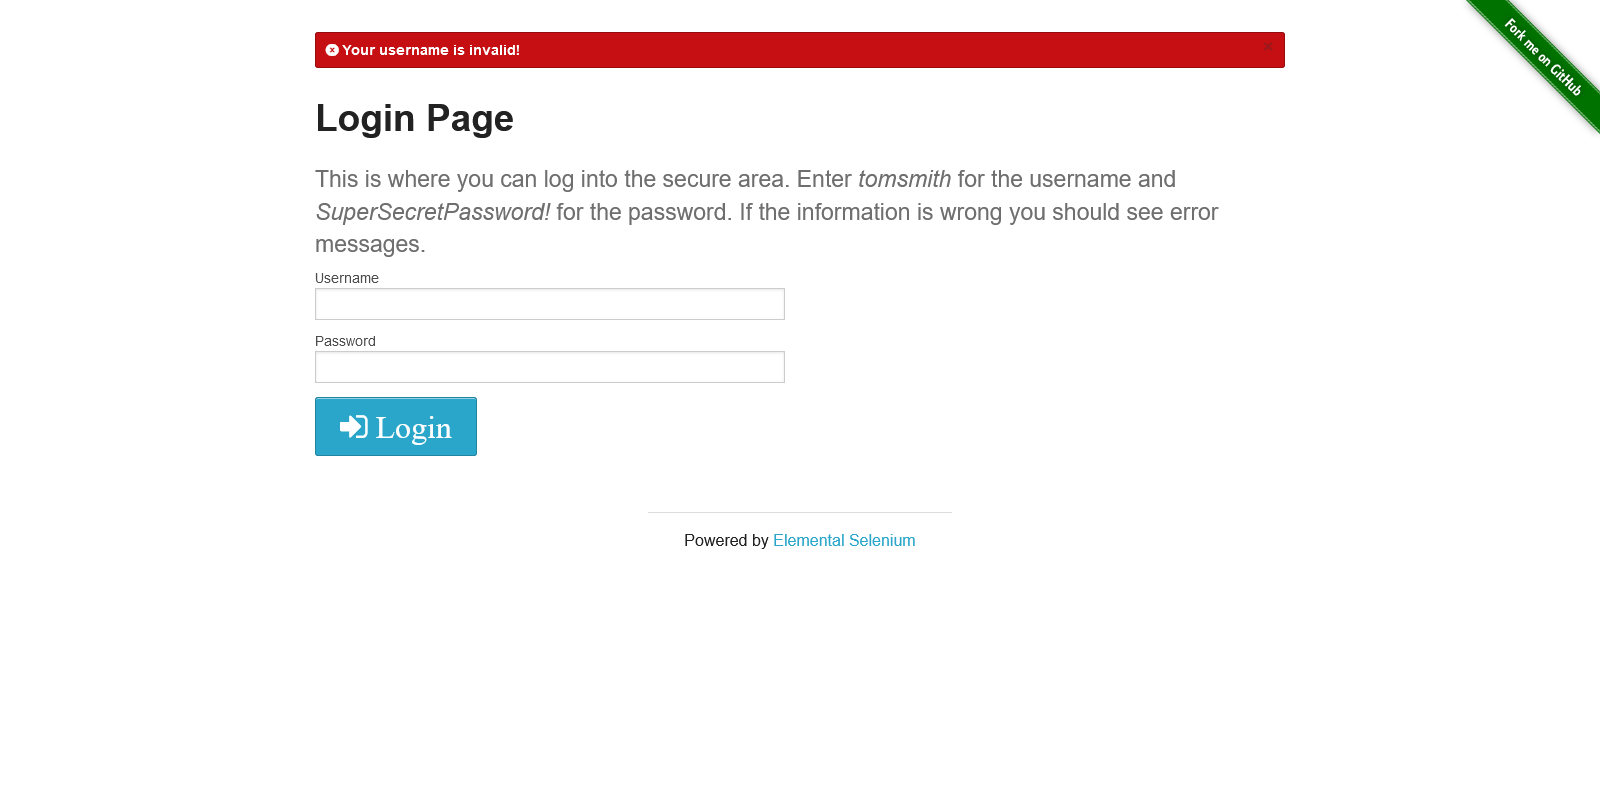 Your username is invalid!
×
Fork me on GitHub
Login Page
This is where you can log into the secure area. Enter tomsmith for the username and
SuperSecretPassword! for the password. If the information is wrong you should see error
messages.
Username
Password
Login
Powered by Elemental Selenium